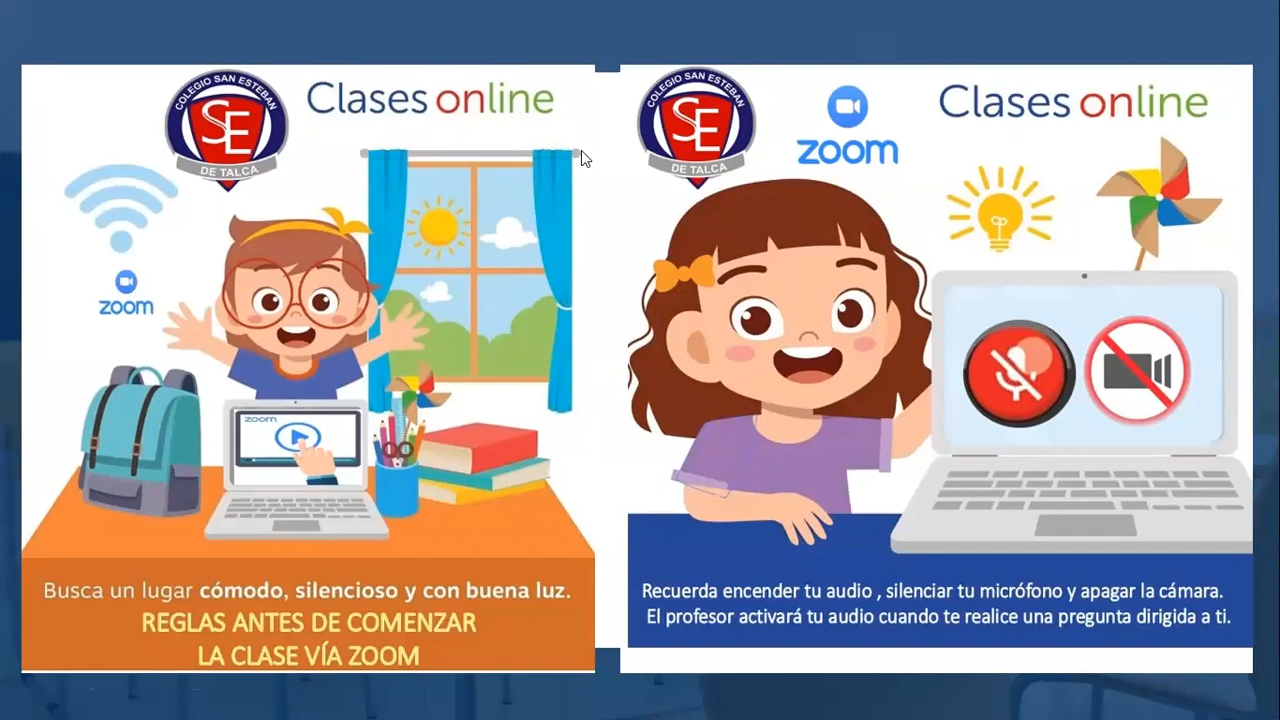 COLEGIO SAN ESTEBAN
SE
DE TALCA
Clases online
zoom
zoom
Busca un lugar cómodo, silencioso y con buena luz.
REGLAS ANTES DE COMENZAR
LA CLASE VÍA ZOOM
COLEGIO SAN ESTEBAN
SE
DE TALCA
zoom
Clases online
Recuerda encender tu audio , silenciar tu micrófono y apagar la cámara.
El profesor activará tu audio cuando te realice una pregunta dirigida a ti.